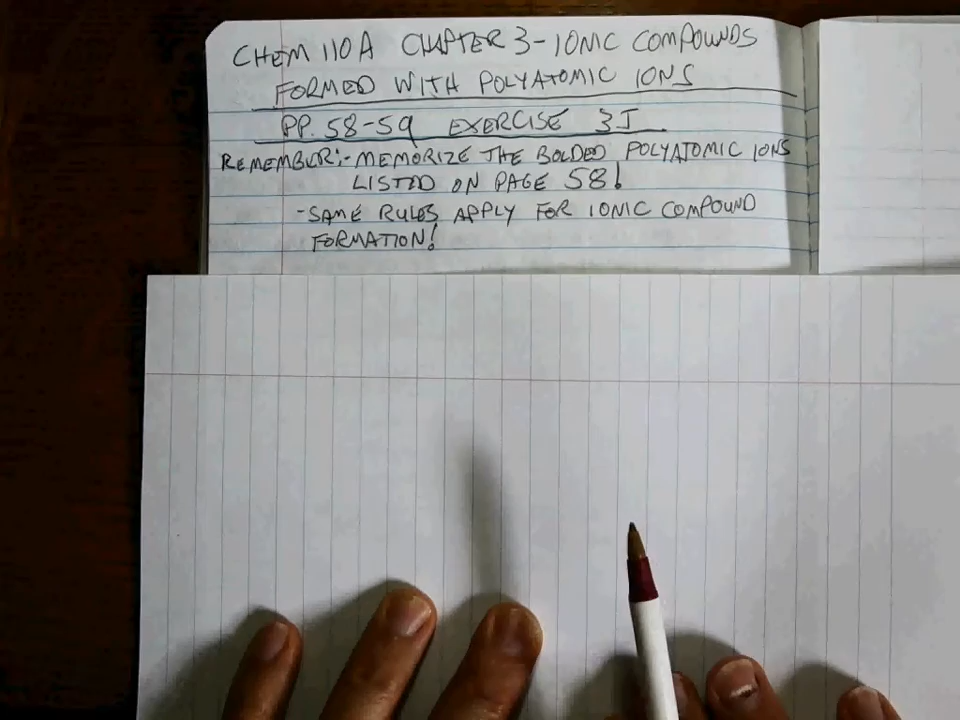 CHEM 110A CHAPTER 3-IONIC COMPOUNDS
FORMED WITH POLYATOMIC IONS
PP. 58-59 EXERCISE 3I
REMEMBER:-MEMORIZE THE BOLDED POLYATOMIC IONS
LISTED ON PAGE 58!
-SAME RULES APPLY FOR IONIC COMPOUND
FORMATION!